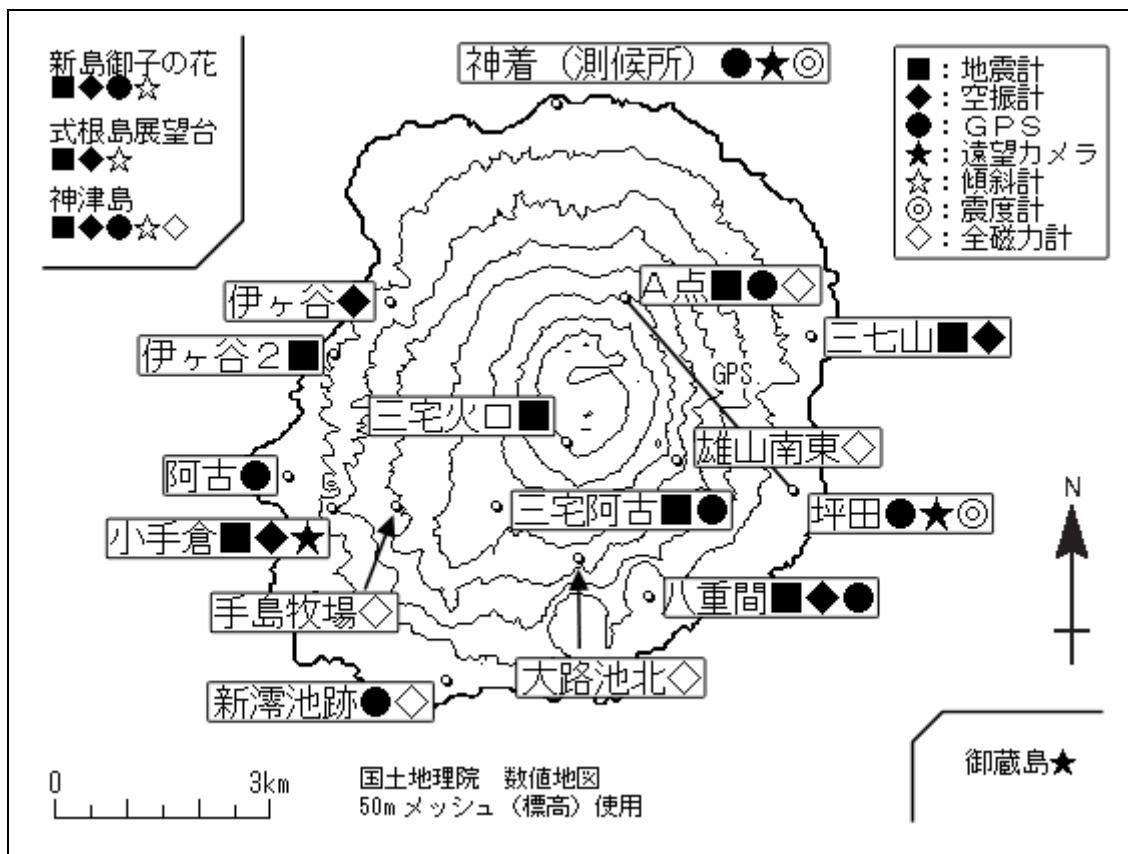 新島御子の花
■◆●☆
式根島展望台
■◆☆
神津島
■◆●☆◇
神着（測候所）●★◎
■：地震計
◆：空振計
●：ＧＰＳ
★：遠望カメラ
☆：傾斜計
◎：震度計
◇：全磁力計
伊ヶ谷◆
Ａ点■●◇
伊ヶ谷２■
三七山■◆
GPS.
三宅火口■
雄山南東◇
阿古●
三宅阿古■●
坪田●★◎
小手倉■◆★
手島牧場◇
八重間■◆●
大路池北◇
新澪池跡●◇
N
御蔵島★
0 3km
国土地理院　数値地図
50mメッシュ（標高）使用